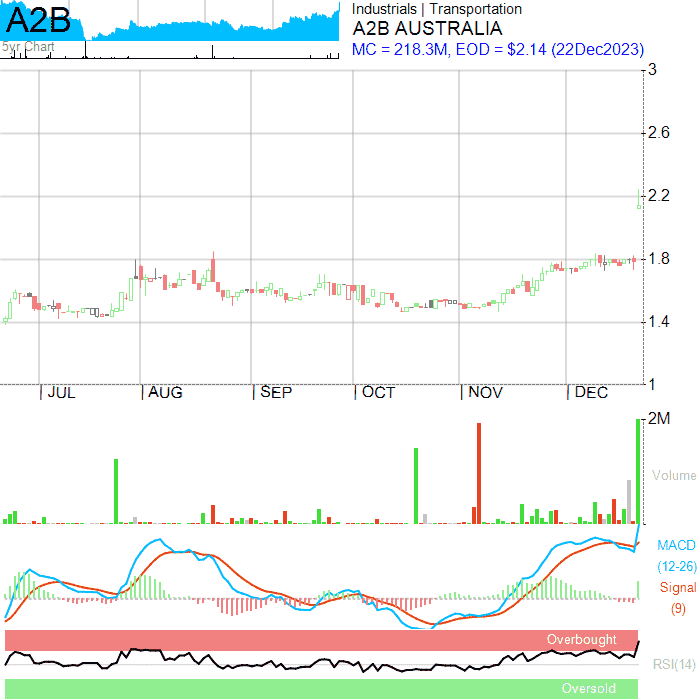 A2B
5yr Chart
Industrials | Transportation
A2B AUSTRALIA
MC = 218.3M, EOD = $2.14 (22Dec2023)
3
2.6
2.2
1.8
1.4
1
JUL AUG SEP OCT NOV DEC
2M
Volume
MACD
(12-26)
Signal
(9)
Overbought
RSI(14)
Oversold